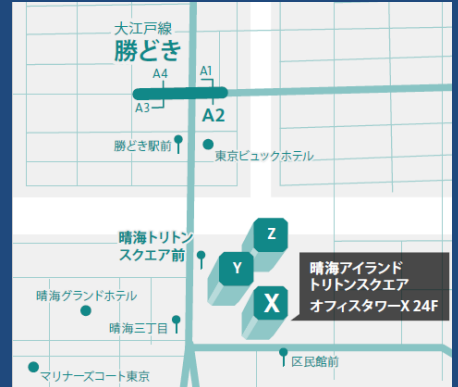 大江戸線
勝どき
A4
A1
A3
A2
勝どき駅前
東京ビュックホテル
晴海トリトン
スクエア前
Z
Y
X
晴海アイランド
トリトンスクエア
オフィスタワーX 24F
晴海グランドホテル
晴海三丁目
区民館前
マリナーズコート東京